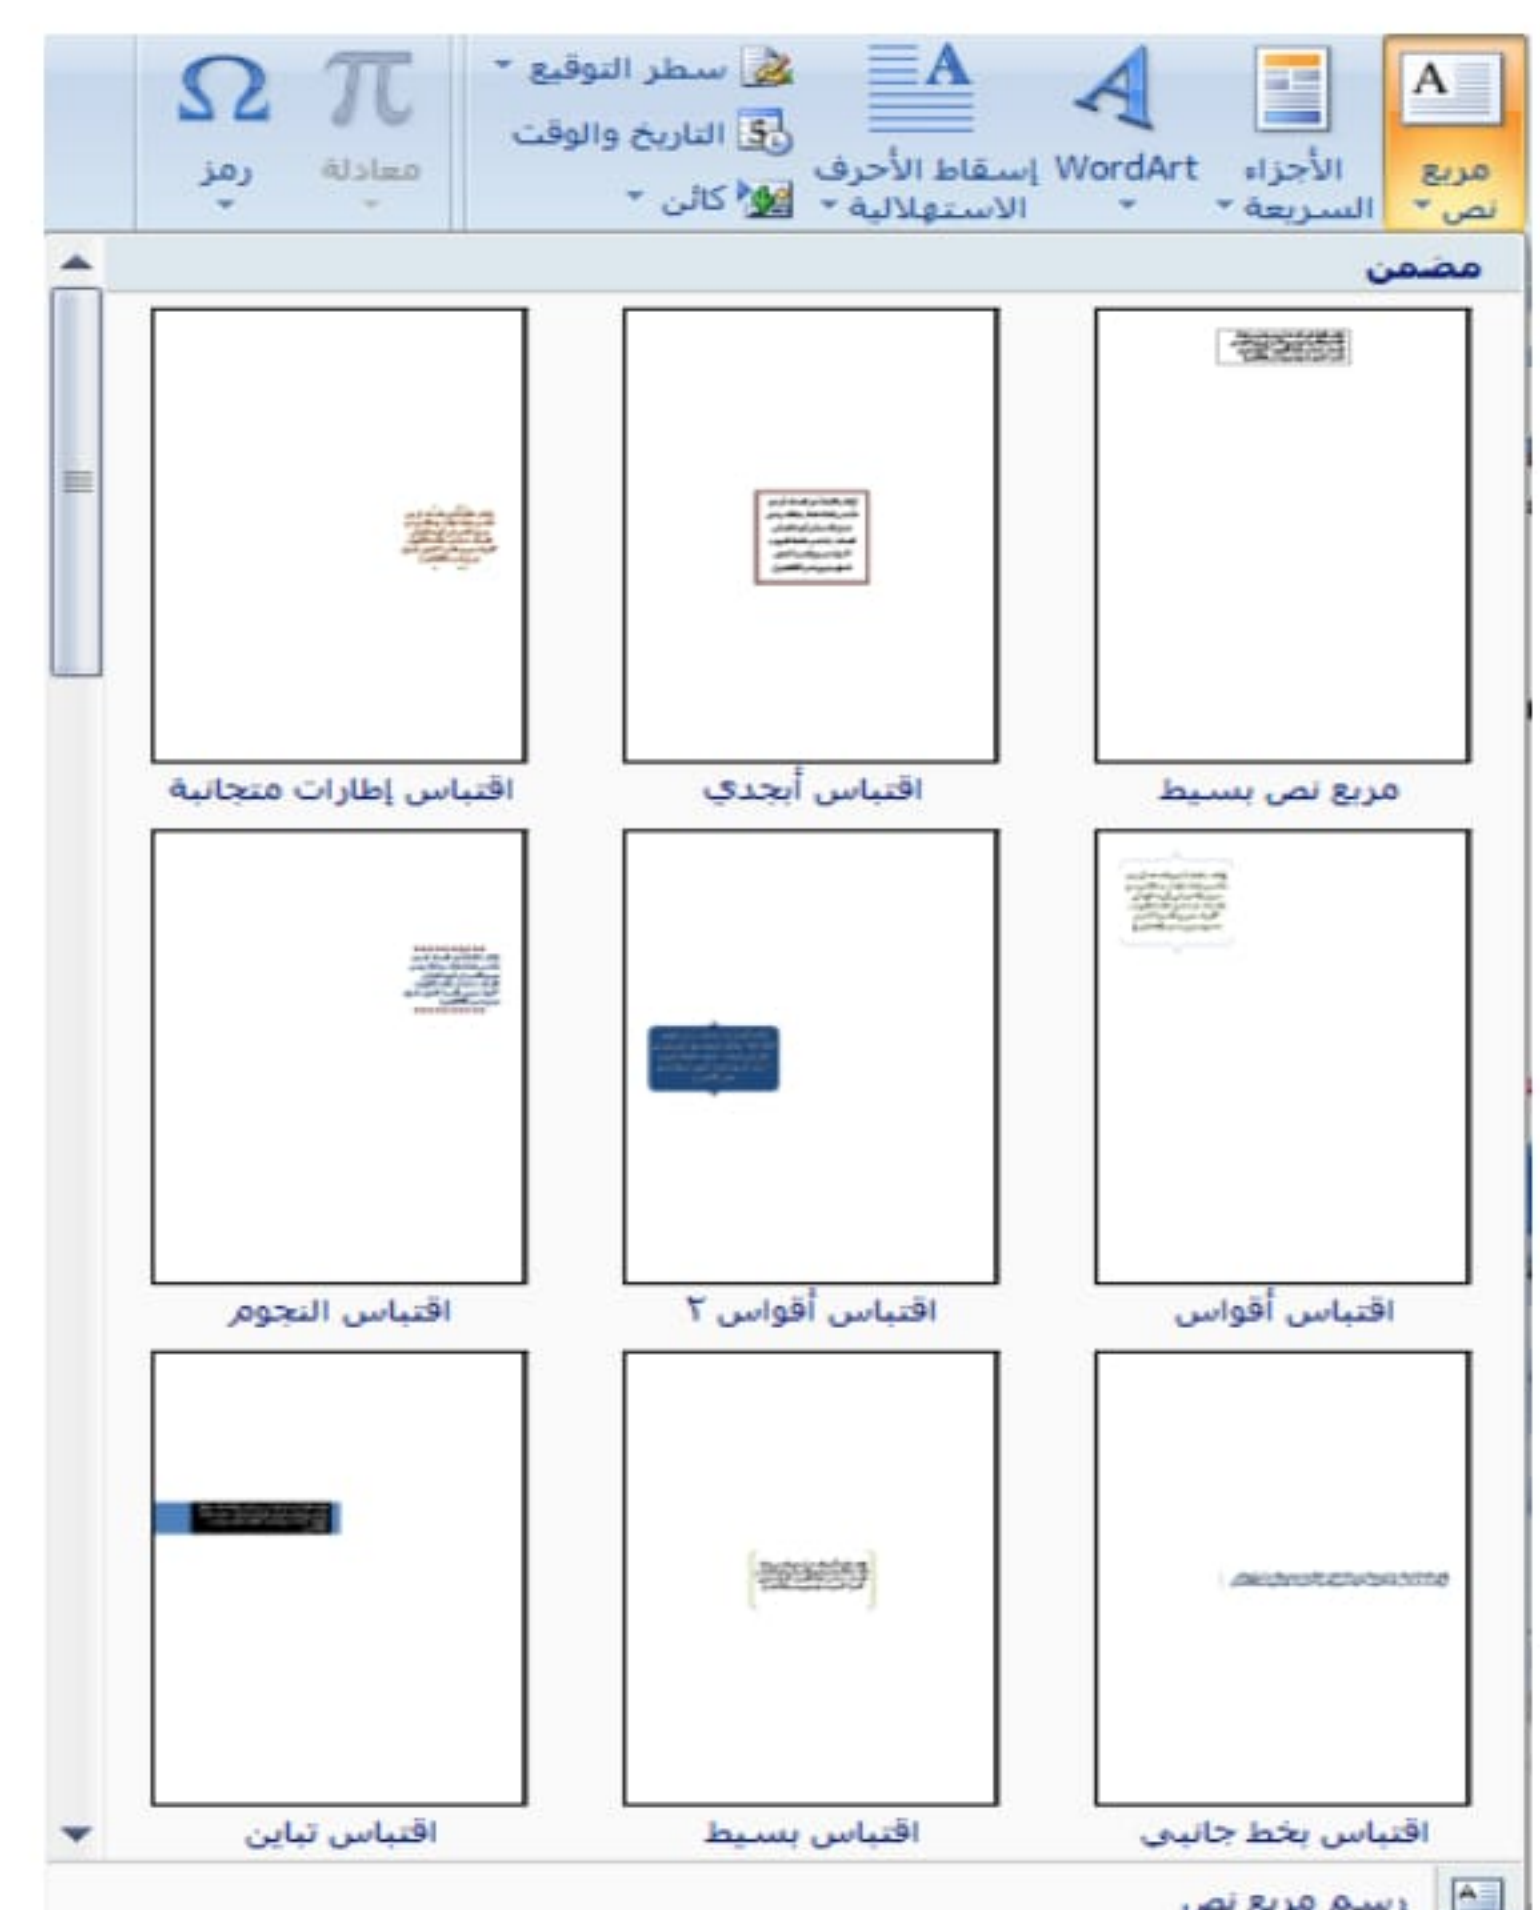 مربع نص
الأجزاء السريعة
WordArt
إسقاط الأحرف الاستهلالية
سطر التوقيع
التاريخ والوقت
كائن
معادلة
رمز
مضمن
مربع نص بسيط
اقتباس أبجدي
اقتباس إطارات متجانبة
اقتباس أقواس
اقتباس أقواس ٢
اقتباس النجوم
اقتباس بخط جانبي
اقتباس بسيط
اقتباس تباين
رسم مربع نص